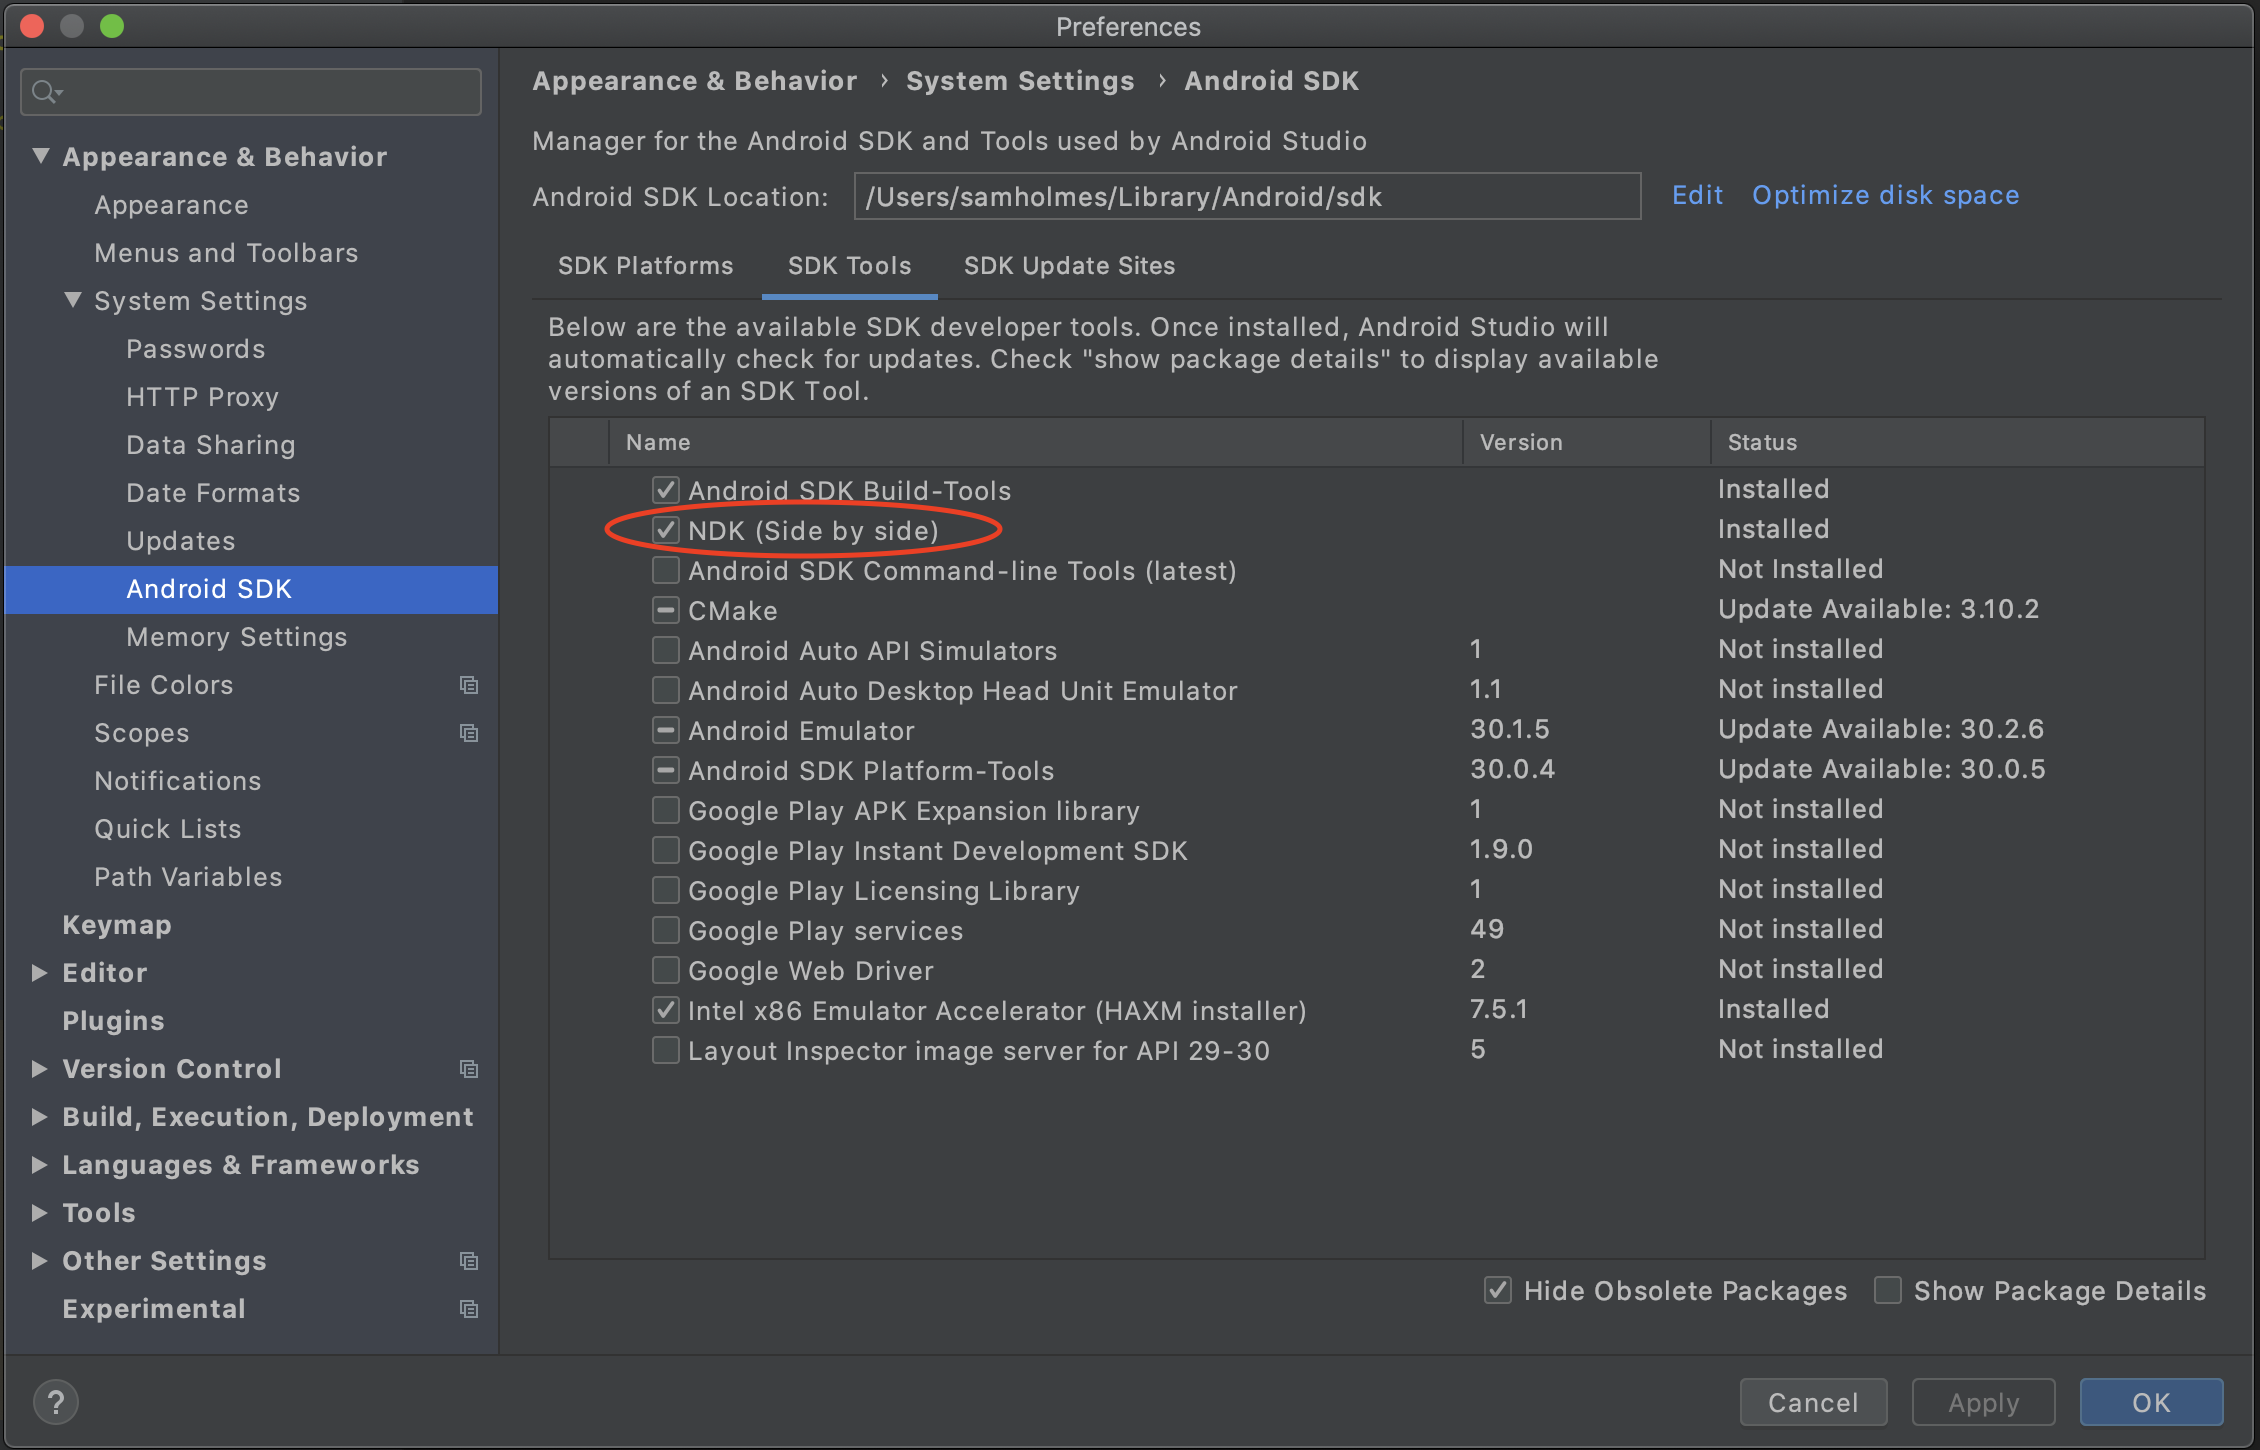 Preferences
Appearance & Behavior
Appearance
Menus and Toolbars
System Settings
Passwords
HTTP Proxy
Data Sharing
Date Formats
Updates
Android SDK
Memory Settings
File Colors
Scopes
Notifications
Quick Lists
Path Variables
Keymap
Editor
Plugins
Version Control
Build, Execution, Deployment
Languages & Frameworks
Tools
Other Settings
Experimental
Appearance & Behavior › System Settings › Android SDK
Manager for the Android SDK and Tools used by Android Studio
Android SDK Location: /Users/samholmes/Library/Android/sdk Edit Optimize disk space
SDK Platforms SDK Tools SDK Update Sites
Below are the available SDK developer tools. Once installed, Android Studio will
automatically check for updates. Check "show package details" to display available
versions of an SDK Tool.
Name Version Status
Android SDK Build-Tools Installed
NDK (Side by side) Installed
Android SDK Command-line Tools (latest) Not Installed
CMake Update Available: 3.10.2
Android Auto API Simulators 1 Not installed
Android Auto Desktop Head Unit Emulator 1.1 Not installed
Android Emulator 30.1.5 Update Available: 30.2.6
Android SDK Platform-Tools 30.0.4 Update Available: 30.0.5
Google Play APK Expansion library 1 Not installed
Google Play Instant Development SDK 1.9.0 Not installed
Google Play Licensing Library 1 Not installed
Google Play services 49 Not installed
Google Web Driver 2 Not installed
Intel x86 Emulator Accelerator (HAXM installer) 7.5.1 Installed
Layout Inspector image server for API 29-30 5 Not installed
Hide Obsolete Packages Show Package Details
? Cancel Apply OK